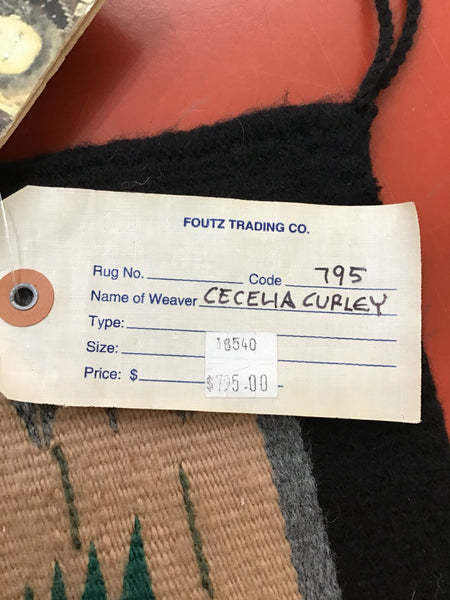 FOUTZ TRADING CO.
Rug No. Code 795
Name of Weaver CECELIA CURLEY
Type:
Size: 18540
Price: $ $795.00